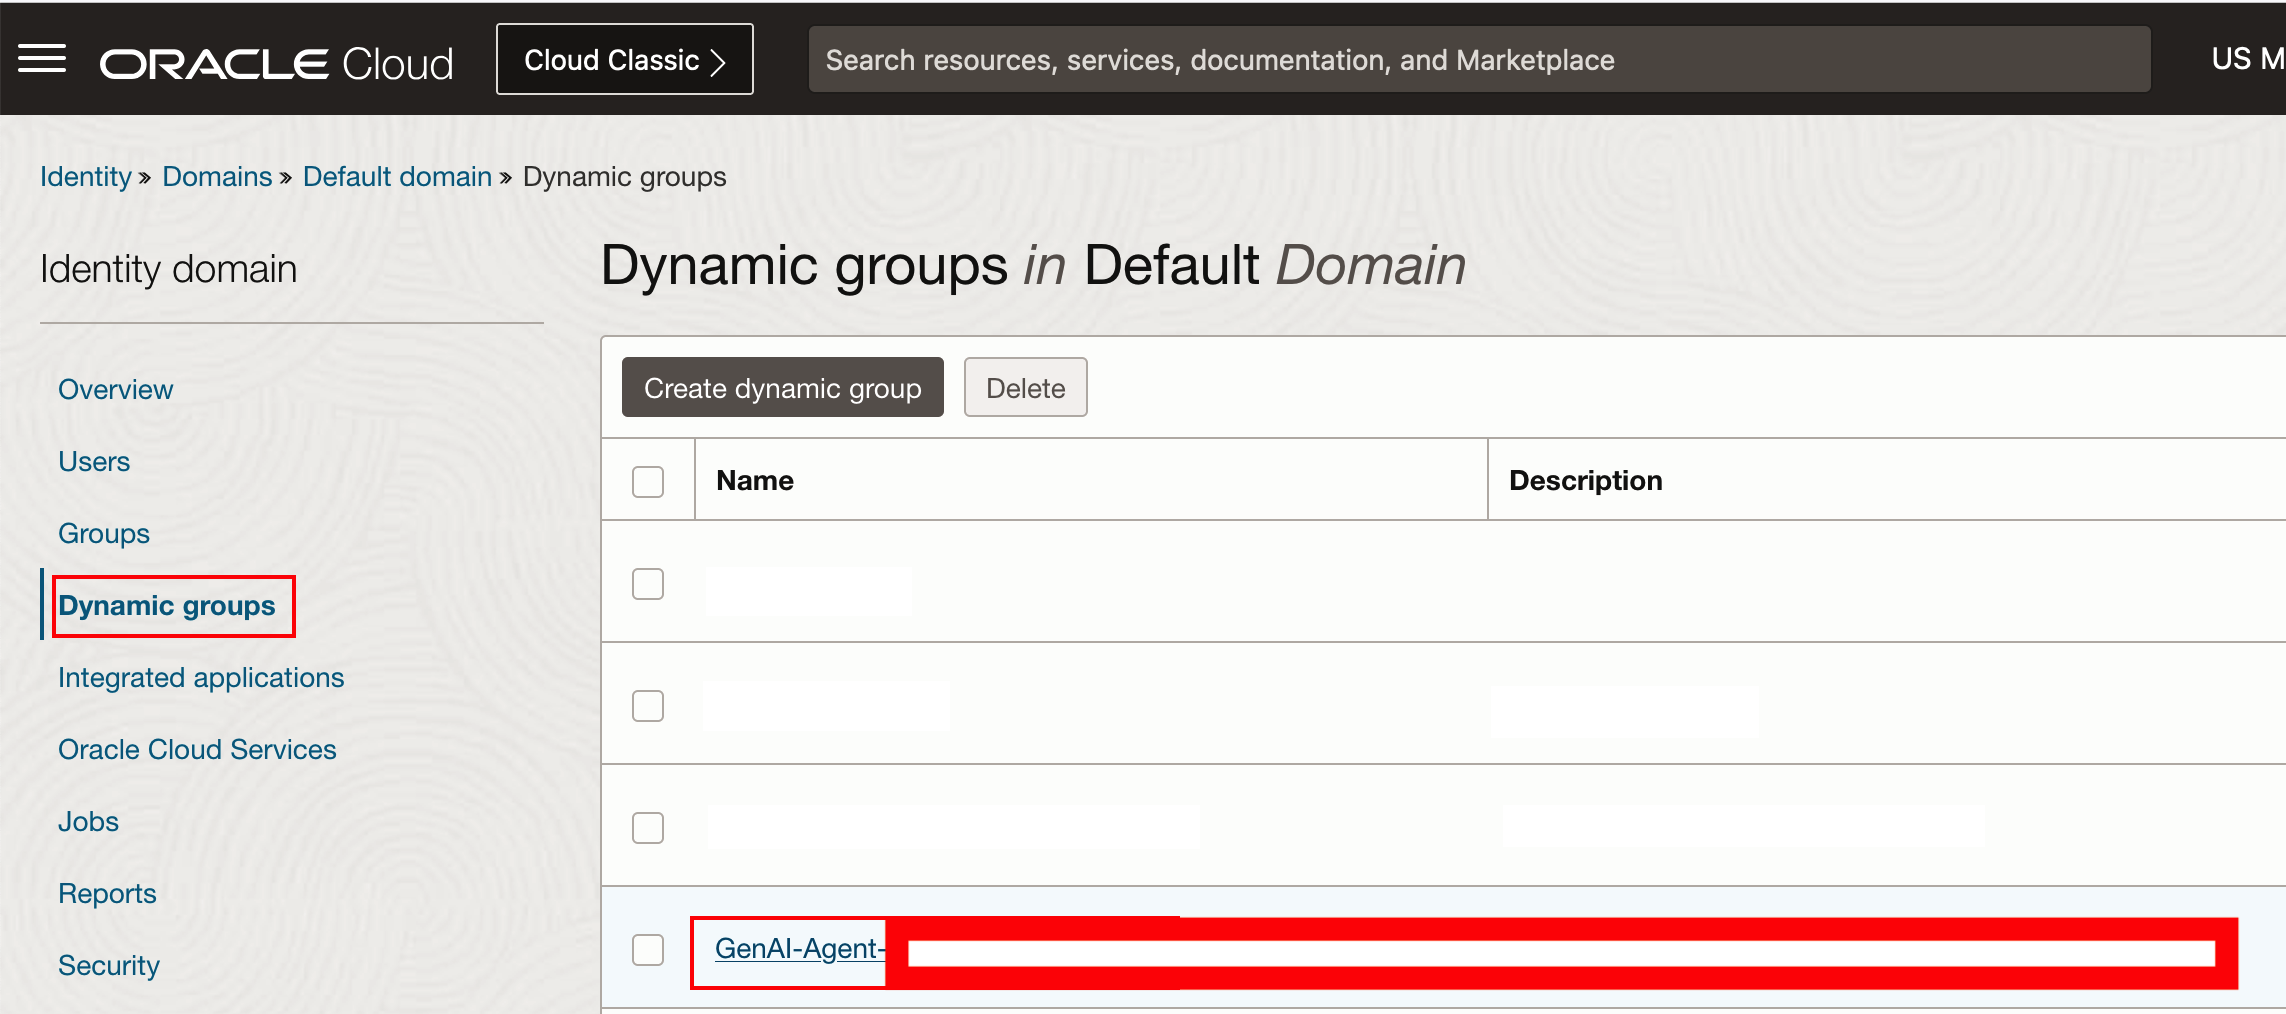 ORACLE Cloud
Cloud Classic
Search resources, services, documentation, and Marketplace
US M
Identity » Domains » Default domain » Dynamic groups
Identity domain
Overview
Users
Groups
Dynamic groups
Integrated applications
Oracle Cloud Services
Jobs
Reports
Security
Dynamic groups in Default Domain
Create dynamic group
Delete
Name
Description
GenAI-Agent-